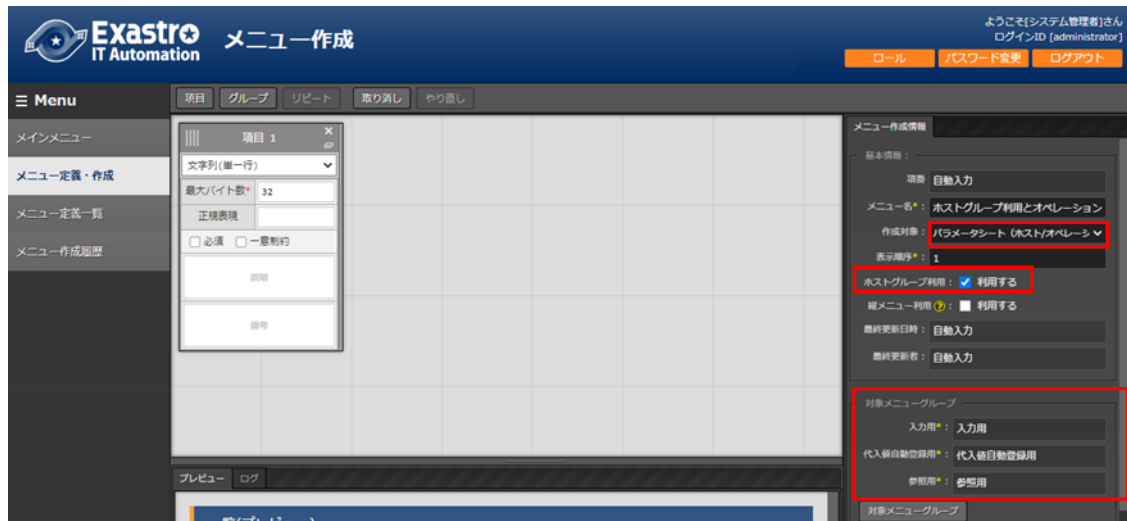 Exastro
IT Automation
メニュー作成
ようこそ[システム管理者]さん
ログインID [administrator]
ロール
パスワード変更
ログアウト
Menu
メインメニュー
メニュー定義・作成
メニュー定義一覧
メニュー作成履歴
項目
グループ
リピート
取り消し
やり直し
項目 1
文字列(単一行)
最大バイト数* 32
正規表現
必須 一意制約
説明
備考
プレビュー
ログ
メニュー作成情報
基本情報 :
項番 自動入力
メニュー名* : ホストグループ利用とオペレーション
作成対象 : パラメータシート (ホスト/オペレーシ
表示順序* : 1
ホストグループ利用 : 利用する
縦メニュー利用 ? : 利用する
最終更新日時 : 自動入力
最終更新者 : 自動入力
対象メニューグループ
入力用* : 入力用
代入値自動登録用* : 代入値自動登録用
参照用* : 参照用
対象メニューグループ